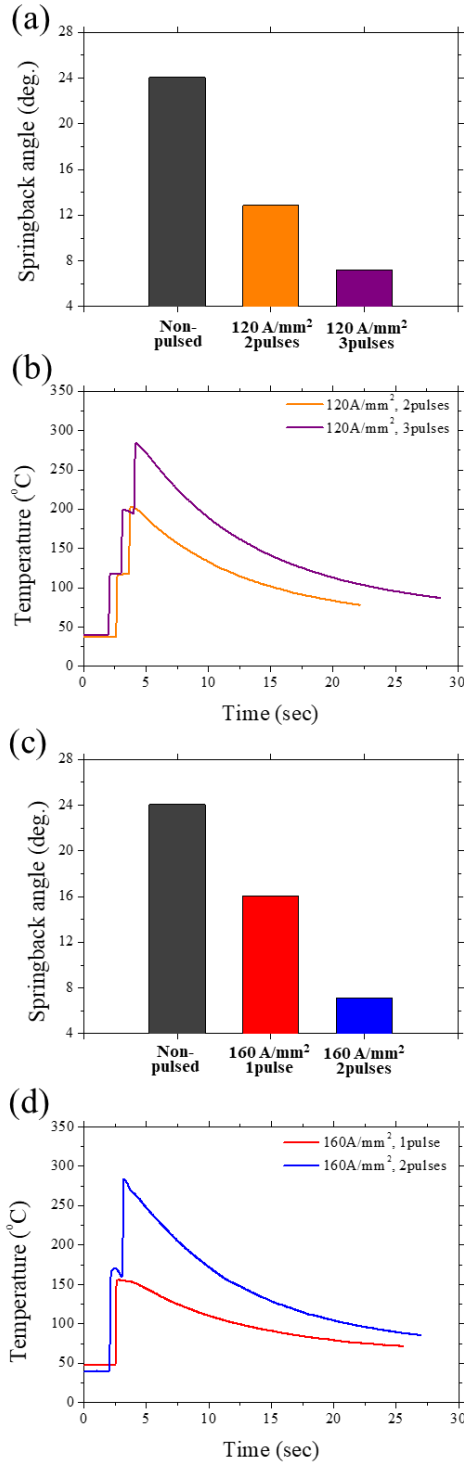 (a)
28
24
20
16
12
8
4
Springback angle (deg.)
Non-
pulsed
120 A/mm²
2pulses
120 A/mm²
3pulses
(b)
350
300
250
200
150
100
50
0
Temperature (⁰C)
120A/mm², 2pulses
120A/mm², 3pulses
0 5 10 15 20 25 30
Time (sec)
(c)
28
24
20
16
12
8
4
Springback angle (deg.)
Non-
pulsed
160 A/mm²
1pulse
160 A/mm²
2pulses
(d)
350
300
250
200
150
100
50
0
Temperature (⁰C)
160A/mm², 1pulse
160A/mm², 2pulses
0 5 10 15 20 25 30
Time (sec)